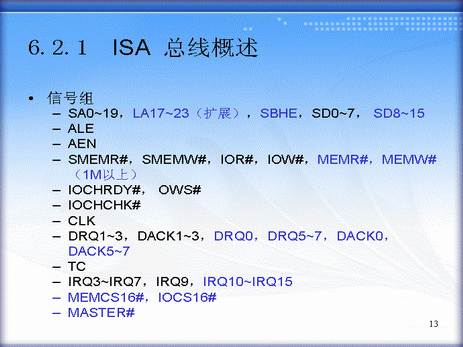 6.2.1 ISA 总线概述
• 信号组
– SA0~19，LA17~23（扩展），SBHE，SD0~7， SD8~15
– ALE
– AEN
– SMEMR#，SMEMW#，IOR#，IOW#，MEMR#，MEMW#
（1M以上）
– IOCHRDY#， OWS#
– IOCHCHK#
– CLK
– DRQ1~3，DACK1~3，DRQ0，DRQ5~7，DACK0，
DACK5~7
– TC
– IRQ3~IRQ7，IRQ9，IRQ10~IRQ15
– MEMCS16#，IOCS16#
– MASTER#
13